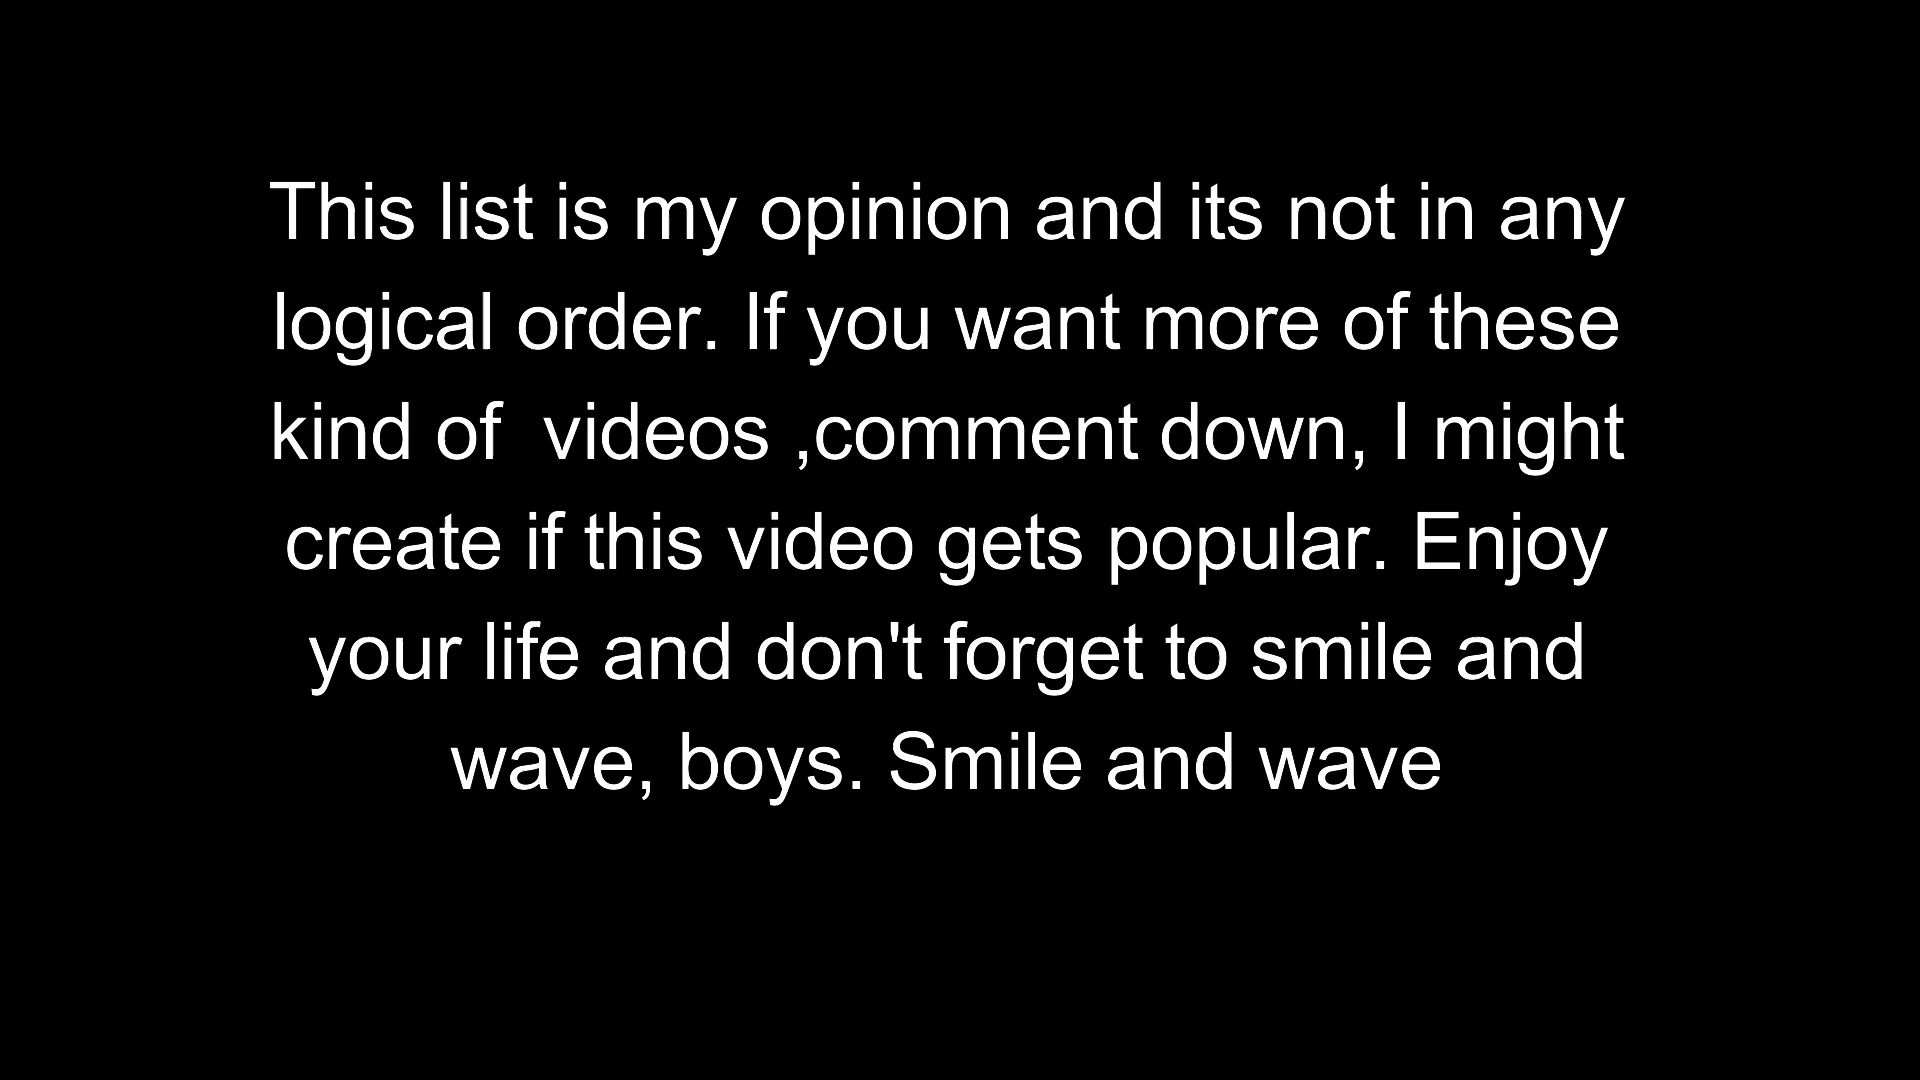 This list is my opinion and its not in any
logical order. If you want more of these
kind of  videos ,comment down, I might
create if this video gets popular. Enjoy
your life and don't forget to smile and
wave, boys. Smile and wave